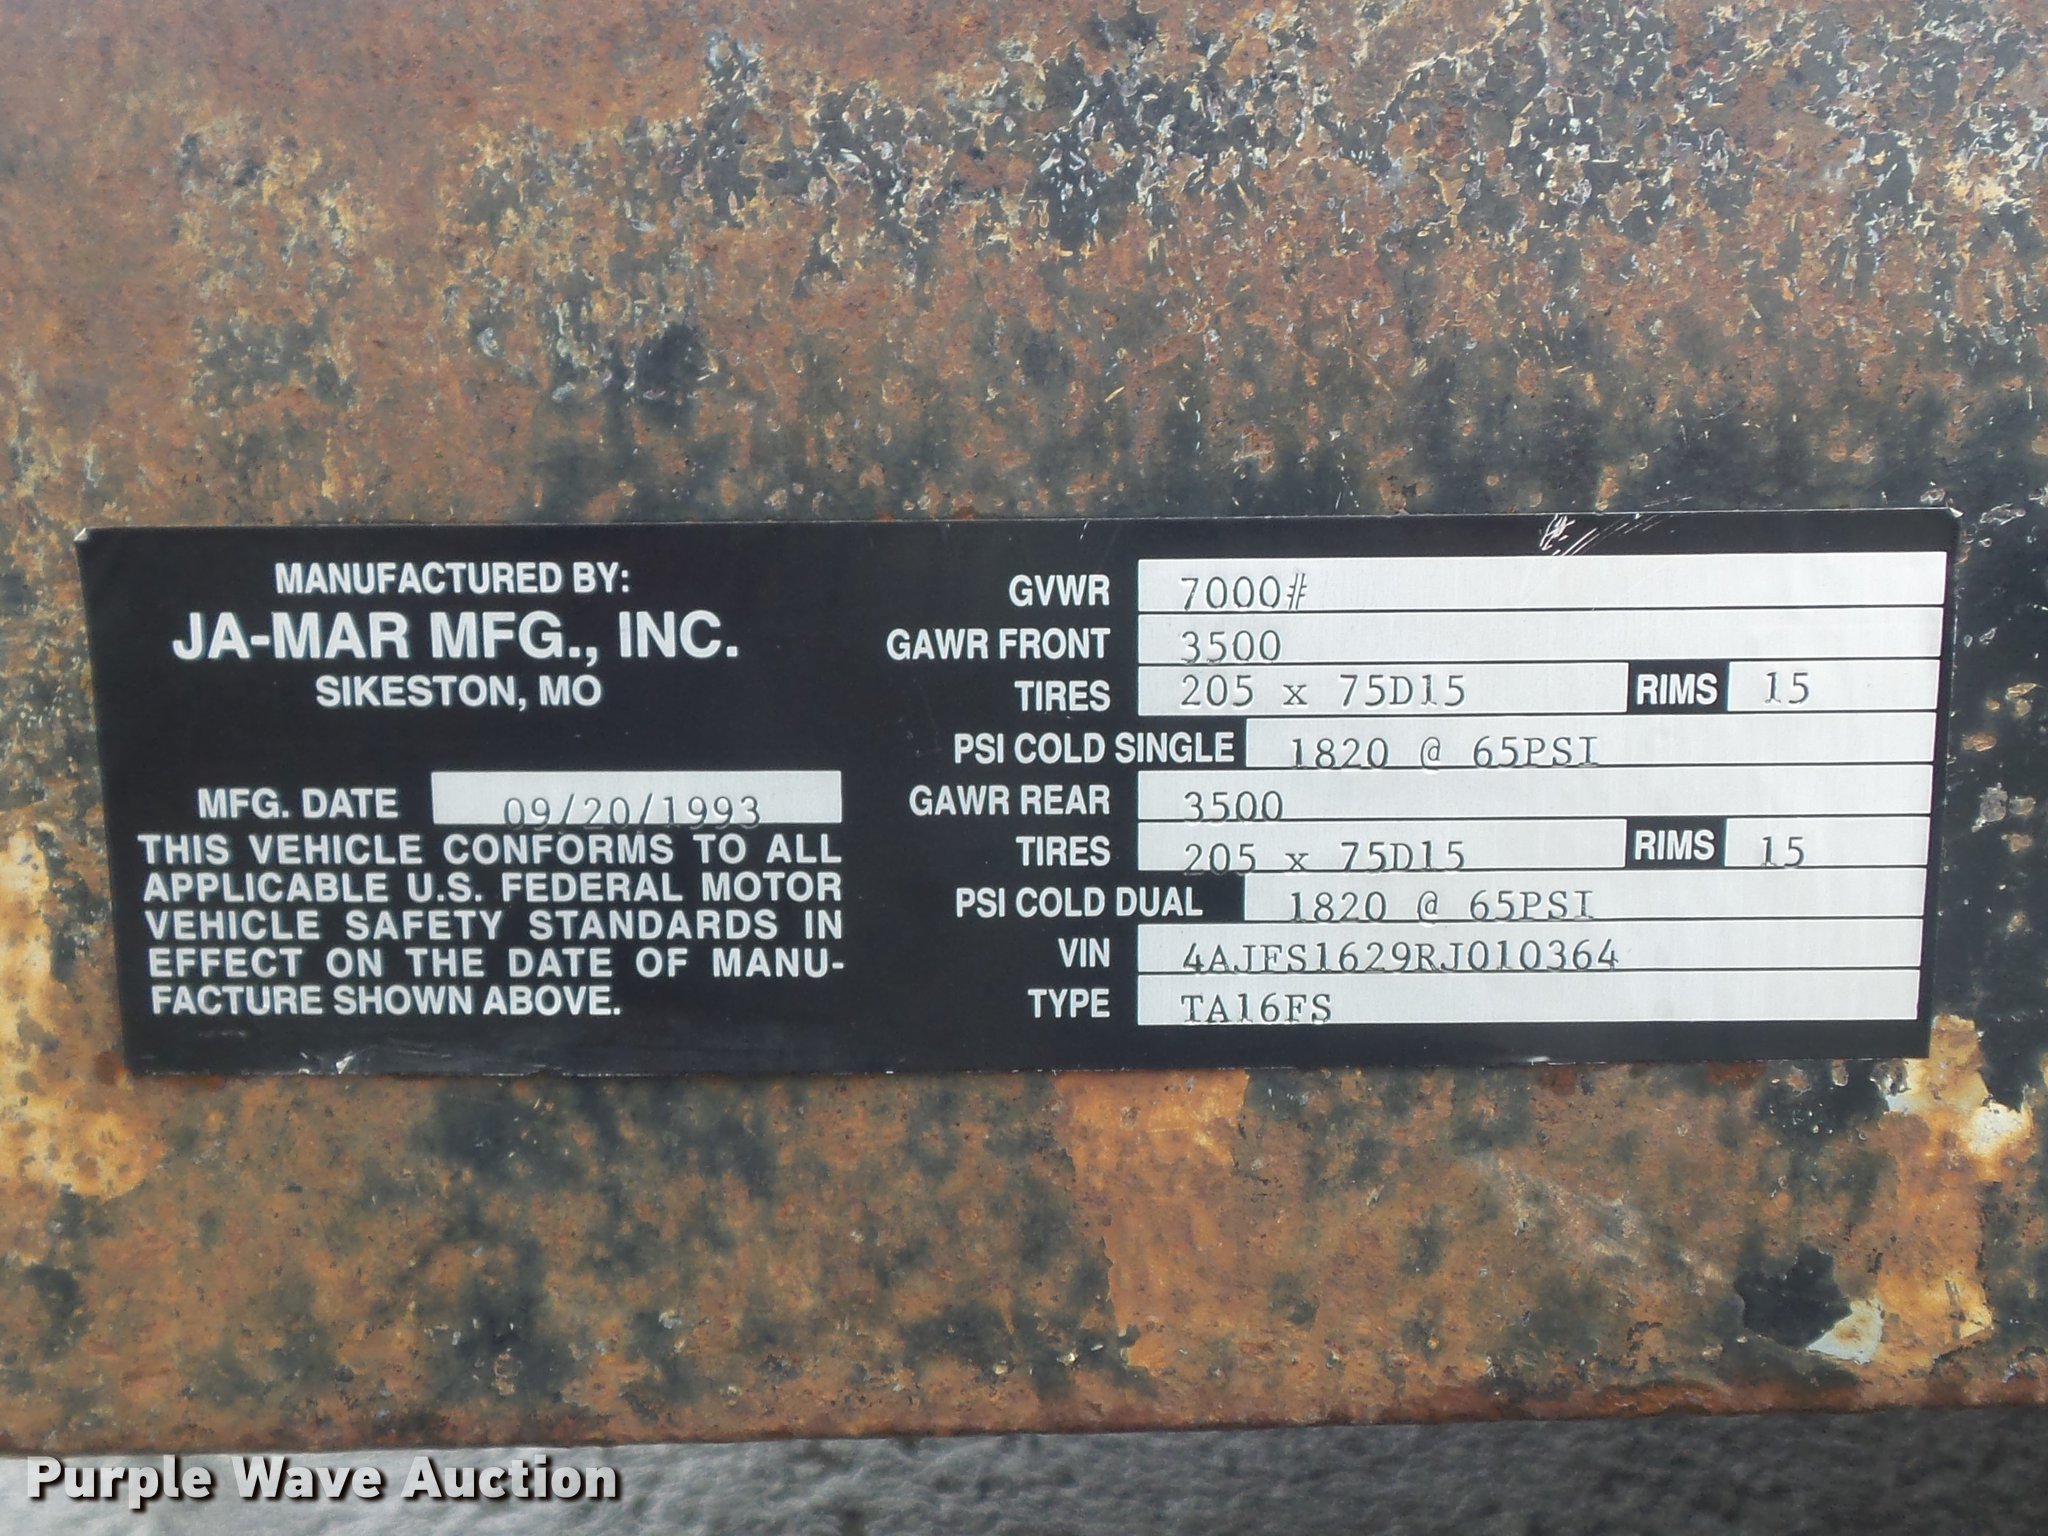 MANUFACTURED BY:
JA-MAR MFG., INC.
SIKESTON, MO
MFG. DATE 09/20/1993
THIS VEHICLE CONFORMS TO ALL
APPLICABLE U.S. FEDERAL MOTOR
VEHICLE SAFETY STANDARDS IN
EFFECT ON THE DATE OF MANU-
FACTURE SHOWN ABOVE.
GVWR 7000#
GAWR FRONT 3500
TIRES 205 x 75D15 RIMS 15
PSI COLD SINGLE 1820 @ 65PSI
GAWR REAR 3500
TIRES 205 x 75D15 RIMS 15
PSI COLD DUAL 1820 @ 65PSI
VIN 4AJFS1629RJ010364
TYPE TA16FS
Purple Wave Auction